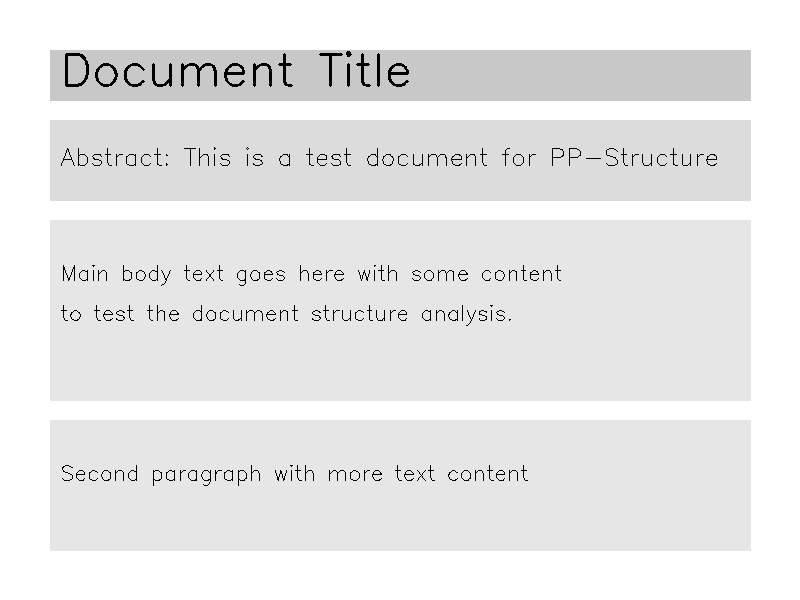 Document Title
Abstract: This is a test document for PP-Structure
Main body text goes here with some content
to test the document structure analysis.
Second paragraph with more text content